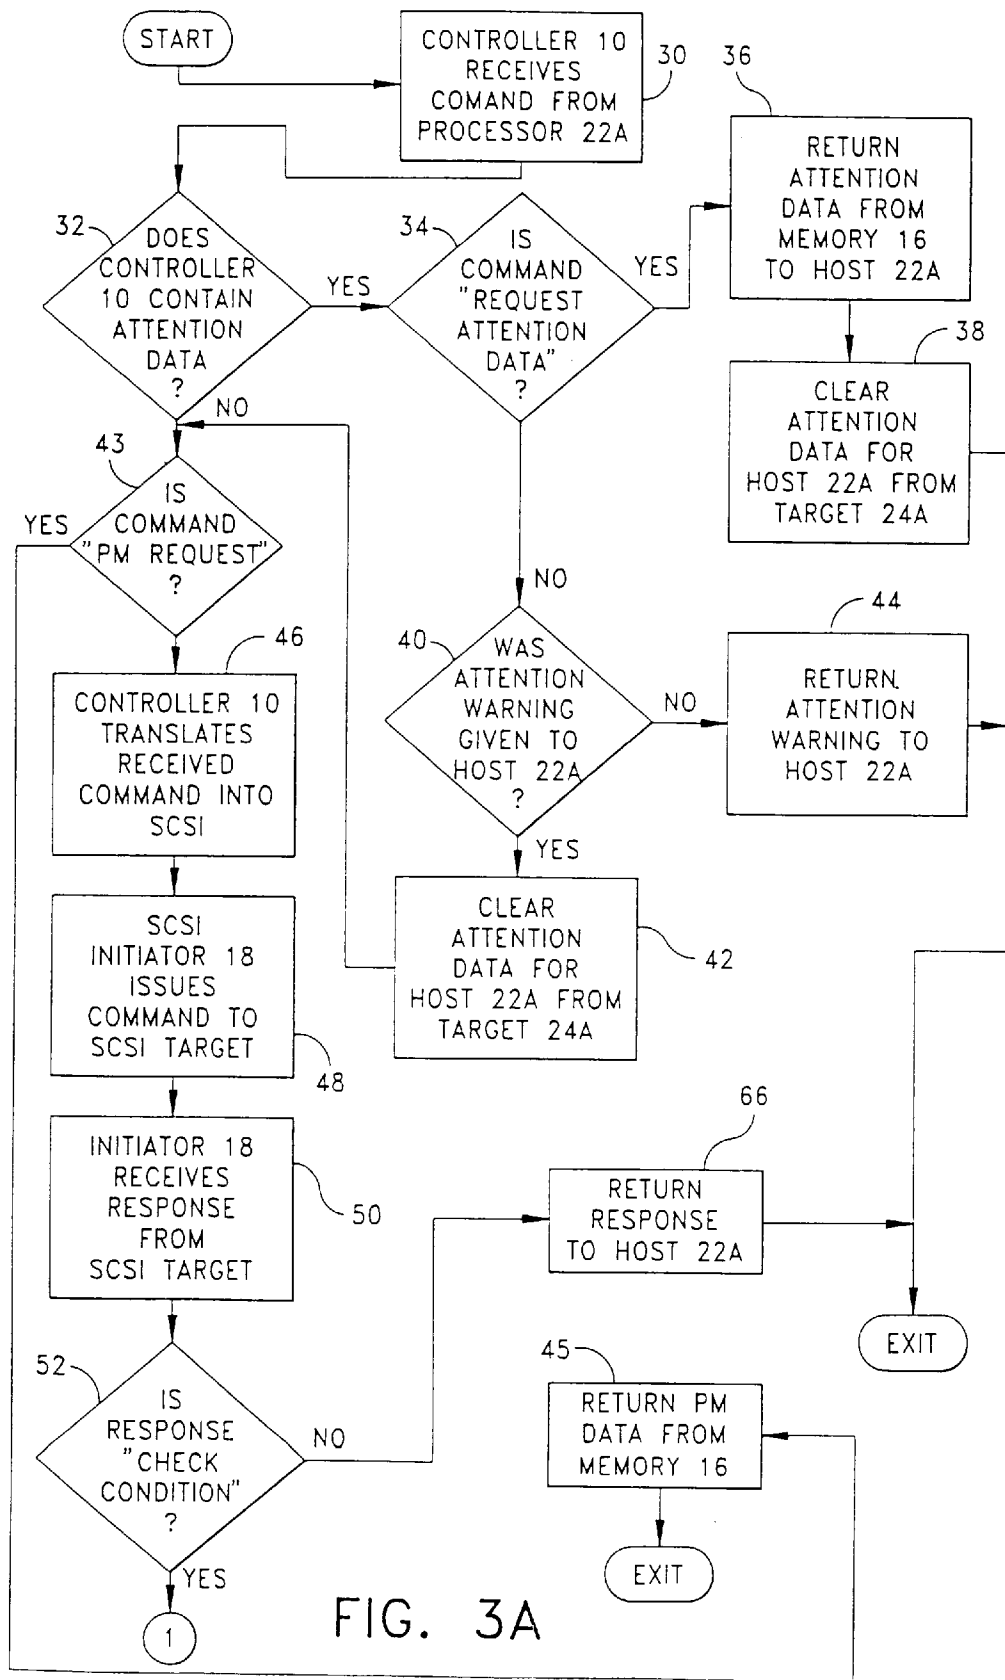 START
CONTROLLER 10
RECEIVES
COMAND FROM
PROCESSOR 22A
30
36
RETURN
ATTENTION
DATA FROM
MEMORY 16
TO HOST 22A
32
DOES
CONTROLLER
10 CONTAIN
ATTENTION
DATA
?
YES
34
IS
COMMAND
"REQUEST
ATTENTION
DATA"
?
YES
38
CLEAR
ATTENTION
DATA FOR
HOST 22A FROM
TARGET 24A
NO
43
IS
COMMAND
"PM REQUEST"
?
YES
NO
40
WAS
ATTENTION
WARNING
GIVEN TO
HOST 22A
?
NO
44
RETURN
ATTENTION
WARNING TO
HOST 22A
46
CONTROLLER 10
TRANSLATES
RECEIVED
COMMAND INTO
SCSI
YES
CLEAR
ATTENTION
DATA FOR
HOST 22A FROM
TARGET 24A
42
SCSI
INITIATOR 18
ISSUES
COMMAND TO
SCSI TARGET
48
INITIATOR 18
RECEIVES
RESPONSE
FROM
SCSI TARGET
50
66
RETURN
RESPONSE
TO HOST 22A
EXIT
52
IS
RESPONSE
"CHECK
CONDITION"
?
NO
45
RETURN PM
DATA FROM
MEMORY 16
EXIT
YES
1
FIG. 3A